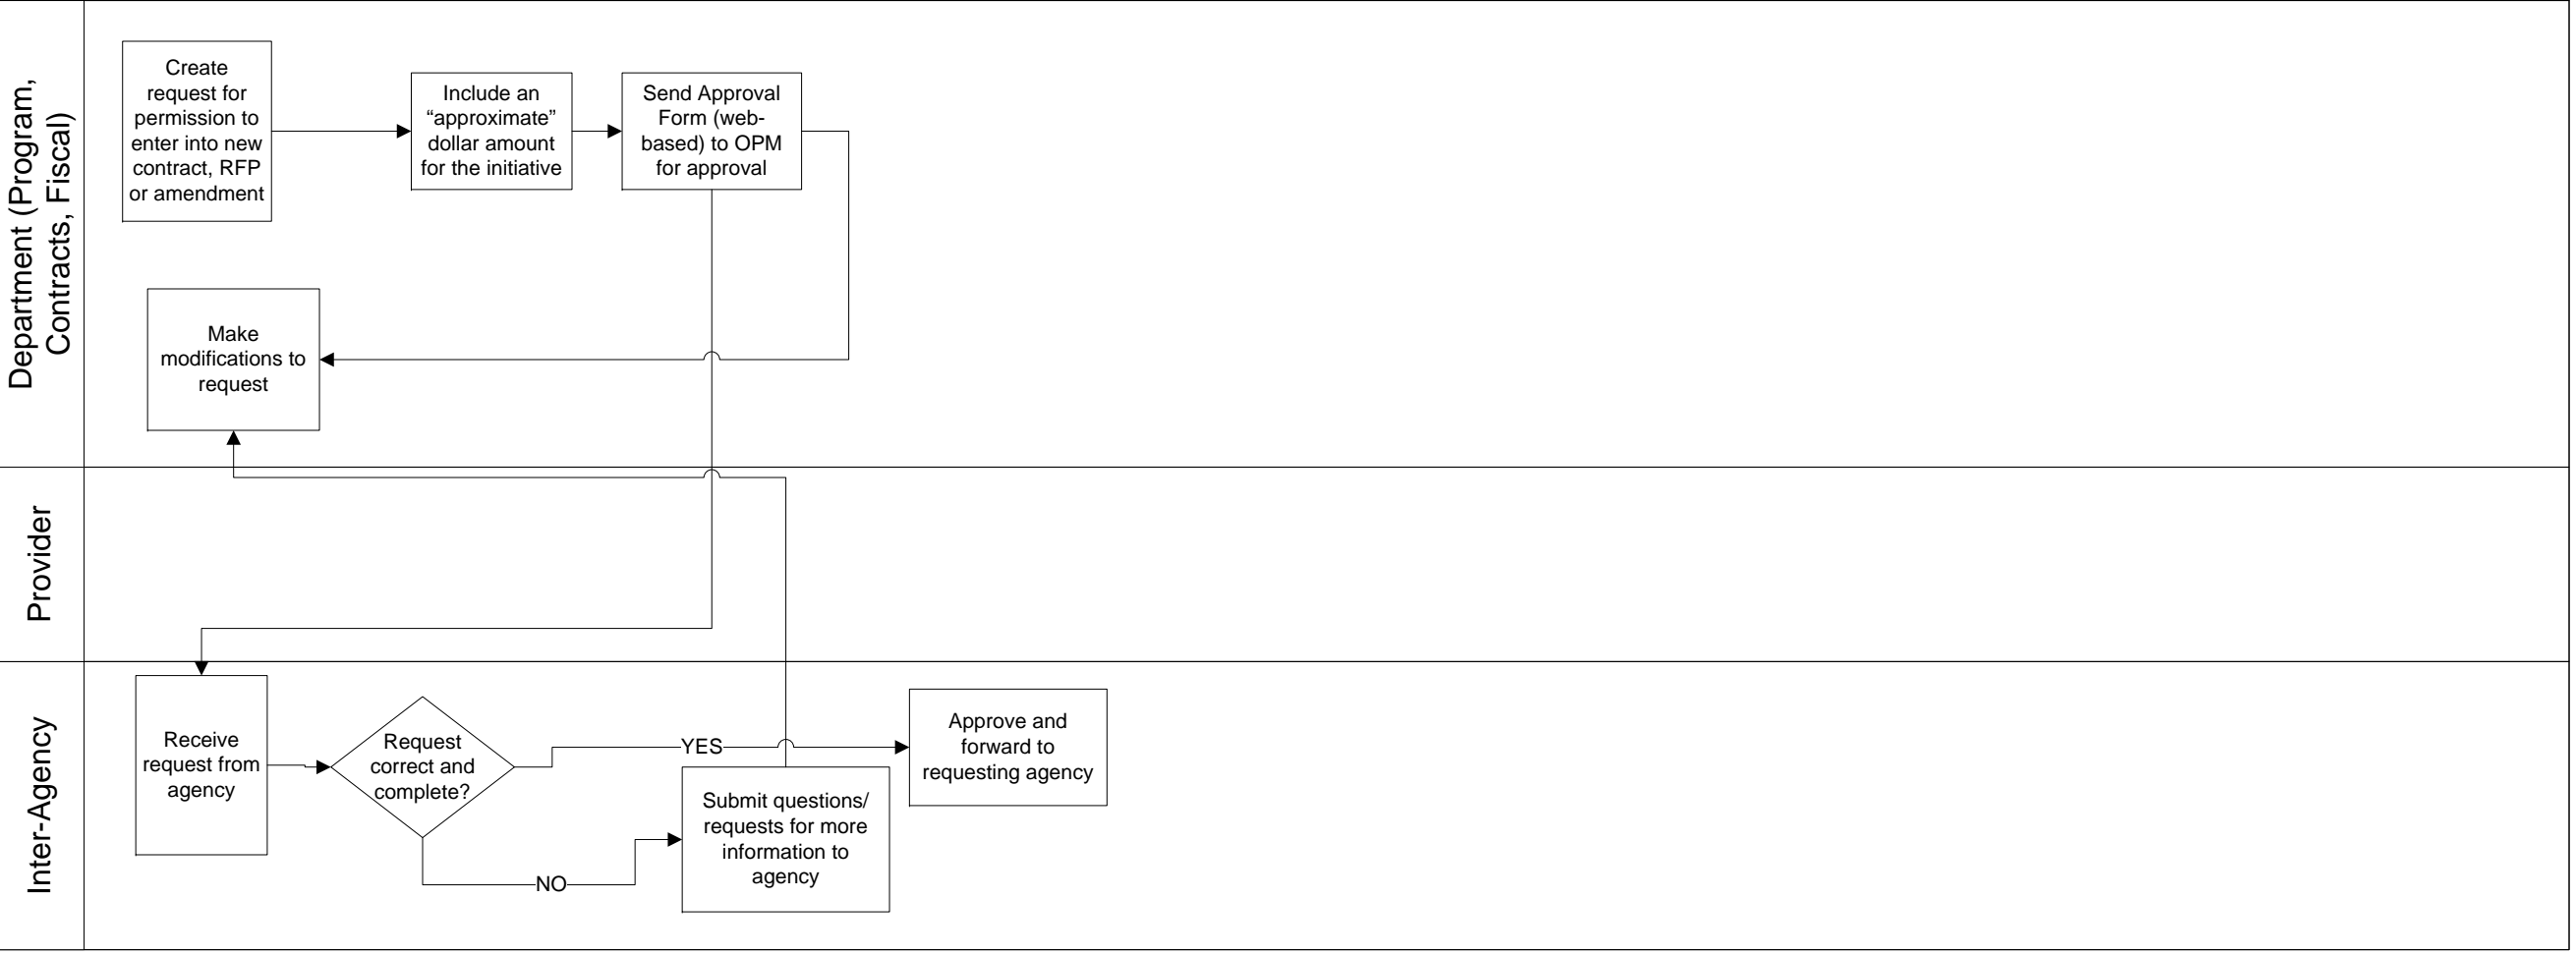 Department (Program,
Contracts, Fiscal)
Create
request for
permission to
enter into new
contract, RFP
or amendment
Include an
“approximate”
dollar amount
for the initiative
Send Approval
Form (web-
based) to OPM
for approval
Make
modifications to
request
Provider
Inter-Agency
Receive
request from
agency
Request
correct and
complete?
YES
NO
Submit questions/
requests for more
information to
agency
Approve and
forward to
requesting agency